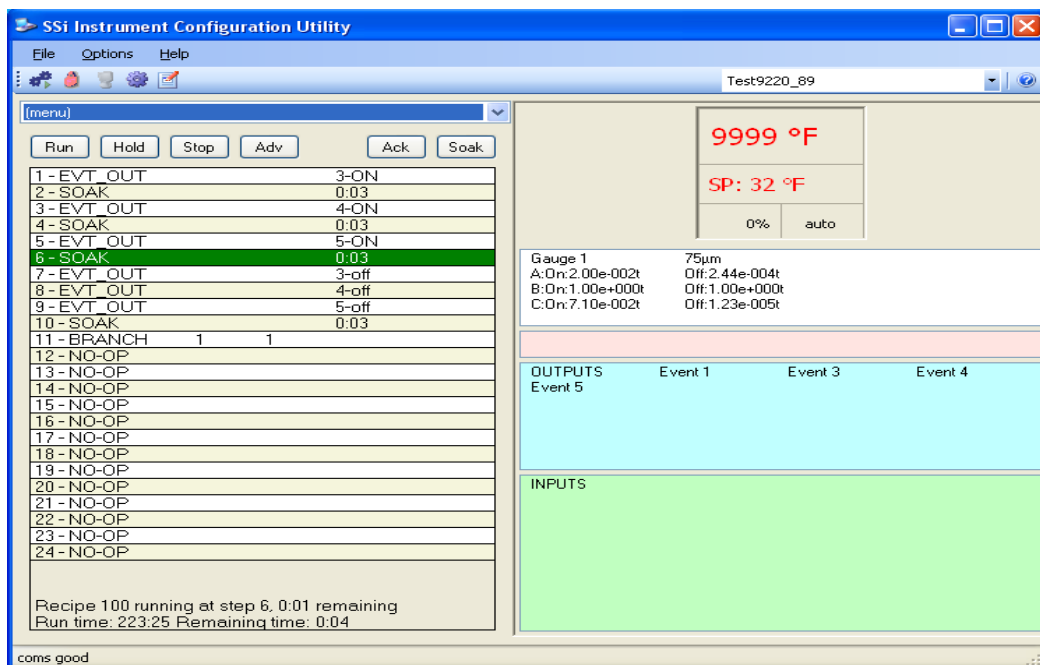 SSi Instrument Configuration Utility
File Options Help
Test9220_89
(menu)
Run Hold Stop Adv Ack Soak
1 - EVT_OUT 3-ON
2 - SOAK 0:03
3 - EVT_OUT 4-ON
4 - SOAK 0:03
5 - EVT_OUT 5-ON
6 - SOAK 0:03
7 - EVT_OUT 3-off
8 - EVT_OUT 4-off
9 - EVT_OUT 5-off
10 - SOAK 0:03
11 - BRANCH 1 1
12 - NO-OP
13 - NO-OP
14 - NO-OP
15 - NO-OP
16 - NO-OP
17 - NO-OP
18 - NO-OP
19 - NO-OP
20 - NO-OP
21 - NO-OP
22 - NO-OP
23 - NO-OP
24 - NO-OP
Recipe 100 running at step 6, 0:01 remaining
Run time: 223:25 Remaining time: 0:04
9999 °F
SP: 32 °F
0% auto
Gauge 1 75µm
A:On:2.00e-002t Off:2.44e-004t
B:On:1.00e+000t Off:1.00e+000t
C:On:7.10e-002t Off:1.23e-005t
OUTPUTS Event 1 Event 3 Event 4
Event 5
INPUTS
coms good